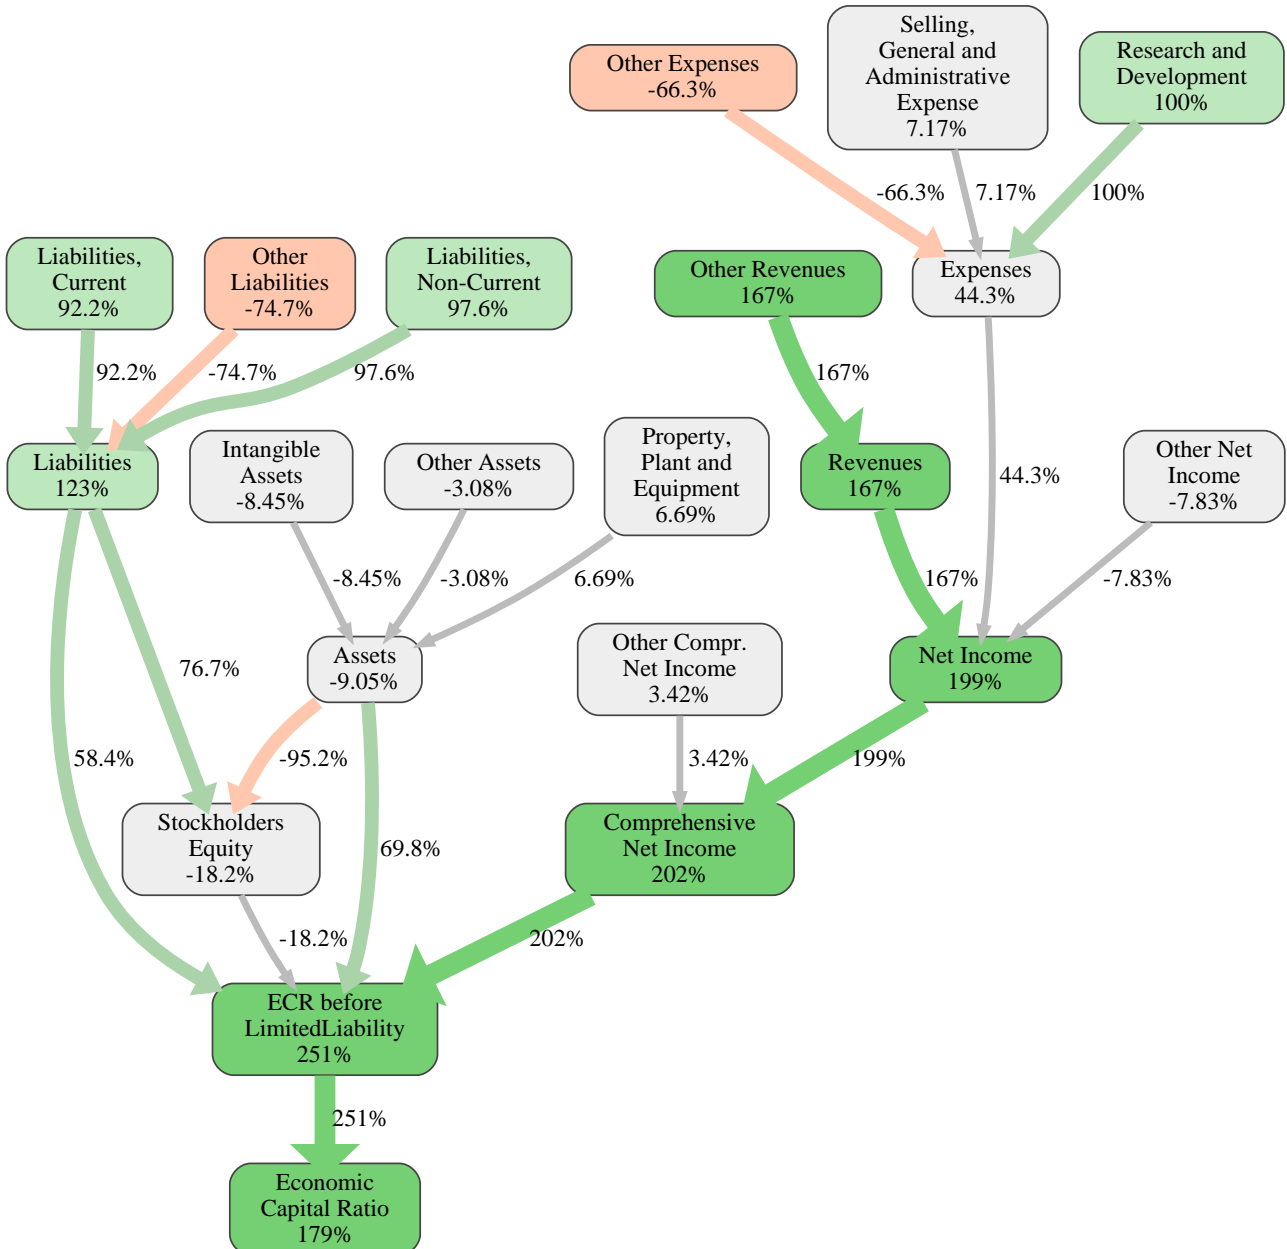 Selling,
General and
Administrative
Expense
7.17%
Other Expenses
-66.3%
Research and
Development
100%
-66.3%
7.17%
100%
Liabilities,
Current
92.2%
Other
Liabilities
-74.7%
Liabilities,
Non-Current
97.6%
Other Revenues
167%
Expenses
44.3%
92.2%
-74.7%
97.6%
167%
Liabilities
123%
Intangible
Assets
-8.45%
Other Assets
-3.08%
Property,
Plant and
Equipment
6.69%
Revenues
167%
44.3%
Other Net
Income
-7.83%
-8.45%
-3.08%
6.69%
167%
-7.83%
76.7%
Assets
-9.05%
Other Compr.
Net Income
3.42%
Net Income
199%
58.4%
-95.2%
3.42%
199%
Stockholders
Equity
-18.2%
69.8%
Comprehensive
Net Income
202%
-18.2%
202%
ECR before
LimitedLiability
251%
251%
Economic
Capital Ratio
179%